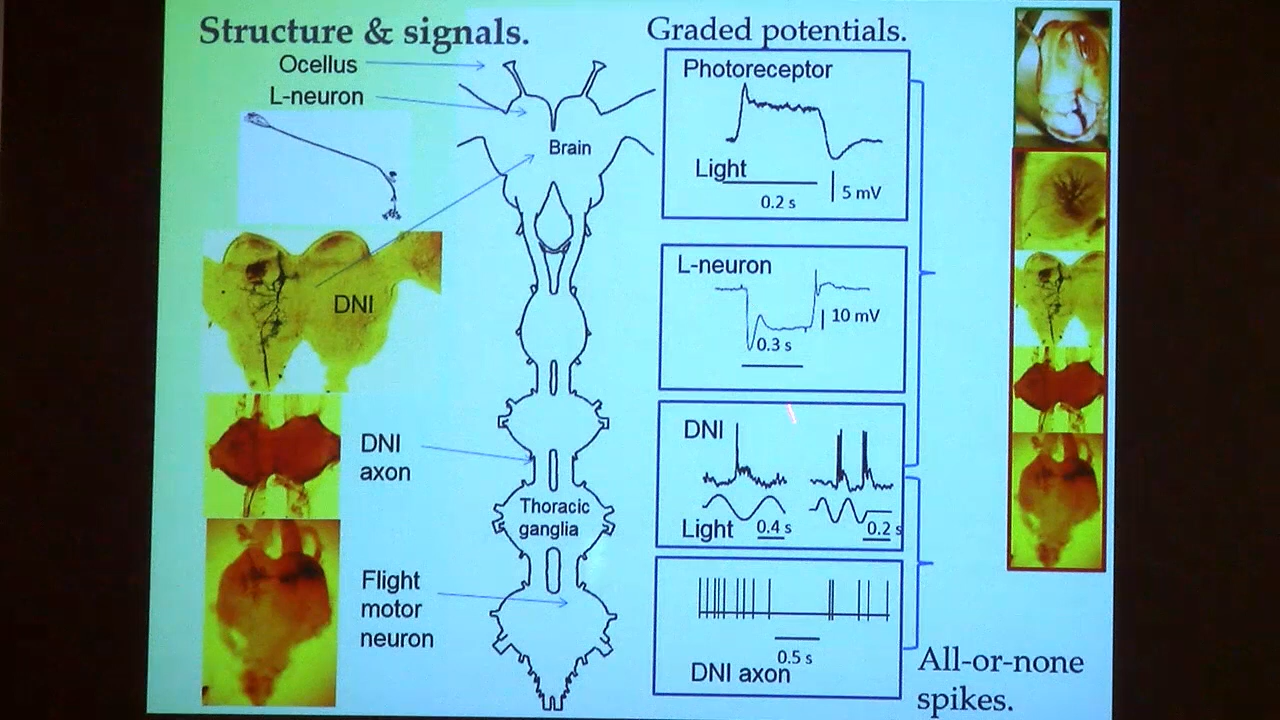 Structure & signals.
Ocellus
L-neuron
Brain
DNI
DNI
axon
Thoracic
ganglia
Flight
motor
neuron
Graded potentials.
Photoreceptor
Light
0.2 s
5 mV
L-neuron
10 mV
0.3 s
DNI
Light
0.4 s
0.2 s
0.5 s
DNI axon
All-or-none
spikes.